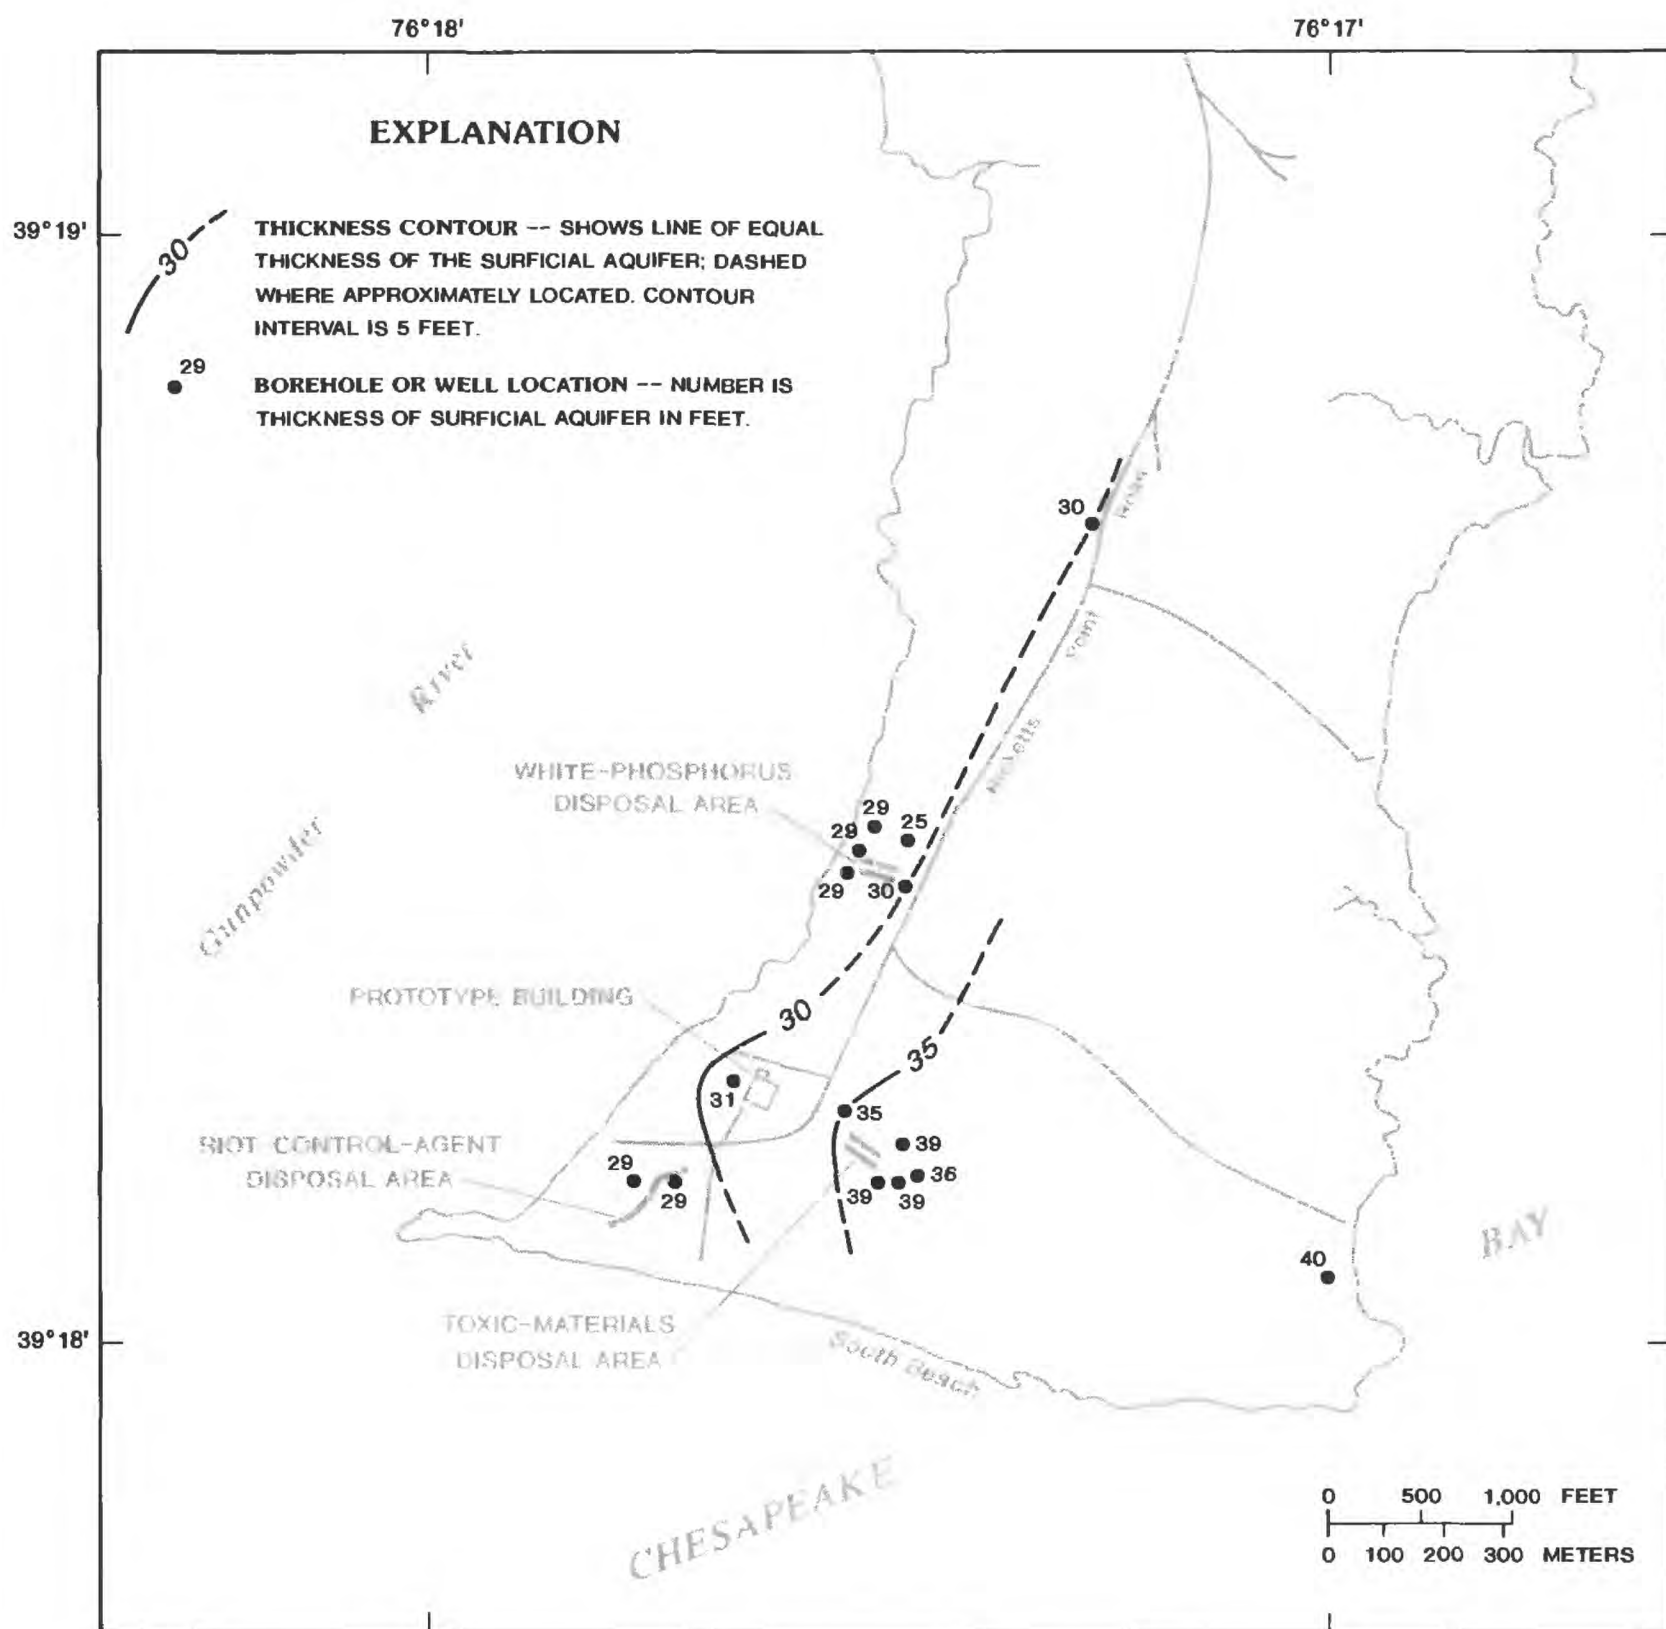 76°18'
76°17'
EXPLANATION
39°19'
30
THICKNESS CONTOUR -- SHOWS LINE OF EQUAL
THICKNESS OF THE SURFICIAL AQUIFER; DASHED
WHERE APPROXIMATELY LOCATED. CONTOUR
INTERVAL IS 5 FEET.
29
BOREHOLE OR WELL LOCATION -- NUMBER IS
THICKNESS OF SURFICIAL AQUIFER IN FEET.
30
Road
Point
Ricketts
River
Gunpowder
WHITE-PHOSPHORUS
DISPOSAL AREA
29
25
29
29
30
PROTOTYPE BUILDING
30
35
31
35
39
36
39
39
RIOT CONTROL-AGENT
DISPOSAL AREA
29
29
BAY
40
TOXIC-MATERIALS
DISPOSAL AREA
39°18'
South Beach
CHESAPEAKE
0 500 1,000 FEET
0 100 200 300 METERS